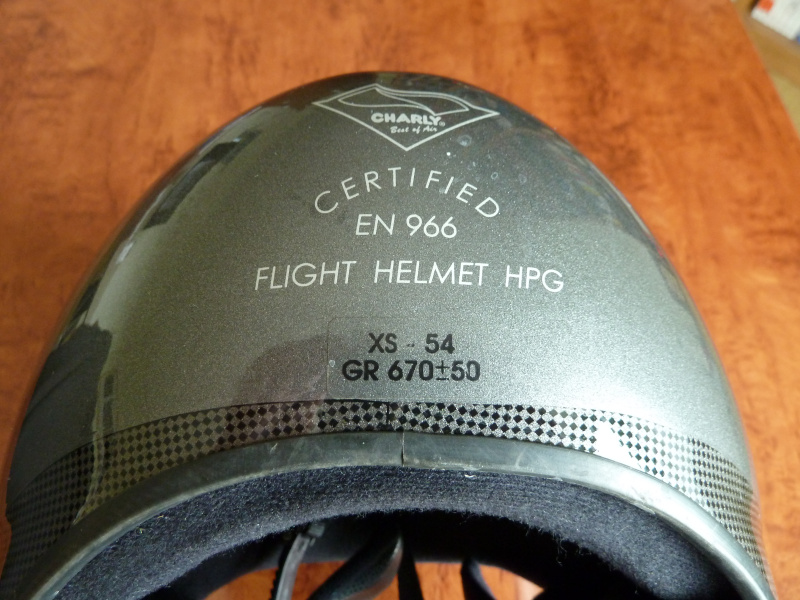 CHARLY®
Best of Air
CERTIFIED
EN 966
FLIGHT HELMET HPG
XS - 54
GR 670±50